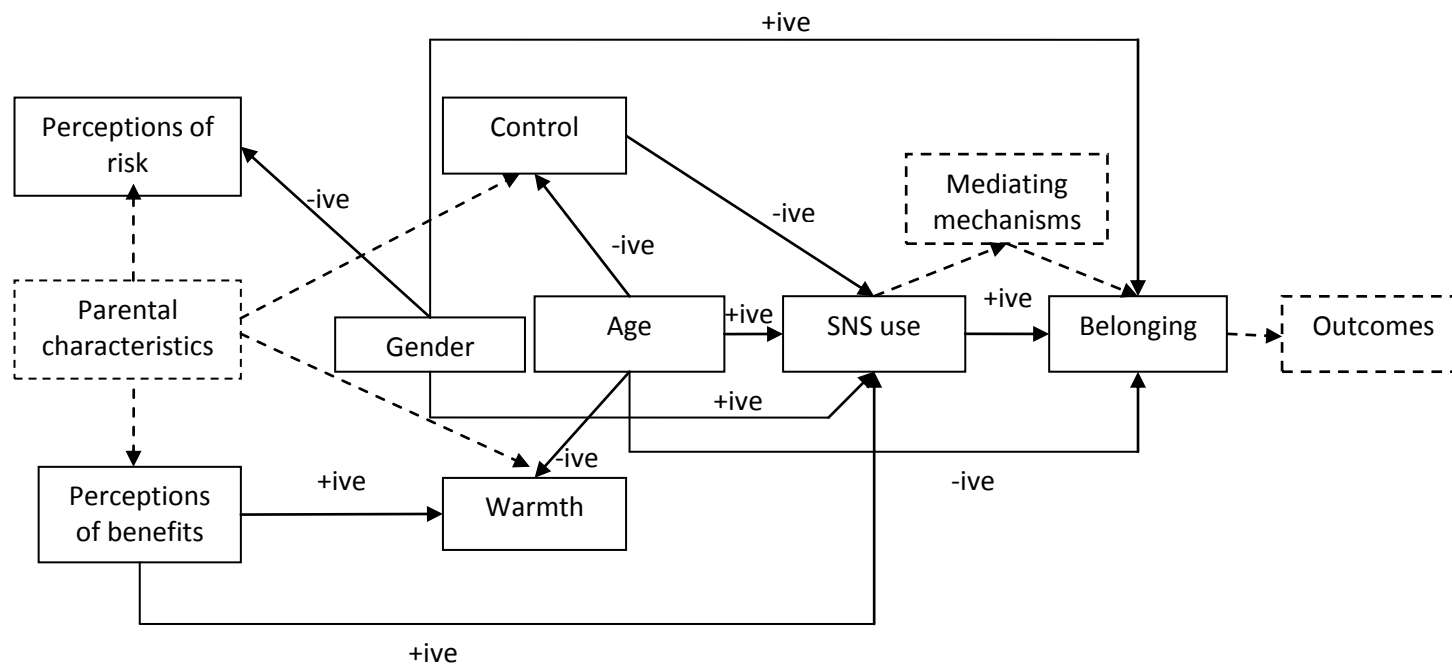 +ive
Perceptions of
risk
Control
Mediating
mechanisms
-ive
-ive
-ive
Parental
characteristics
Gender
Age
+ive
SNS use
+ive
Belonging
Outcomes
+ive
-ive
Perceptions
of benefits
+ive
Warmth
-ive
+ive